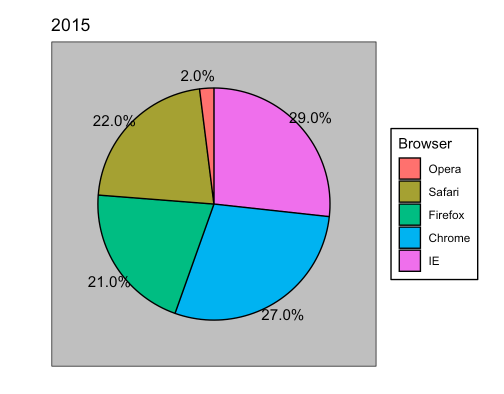 2015
2.0%
29.0%
22.0%
21.0%
27.0%
Browser
Opera
Safari
Firefox
Chrome
IE